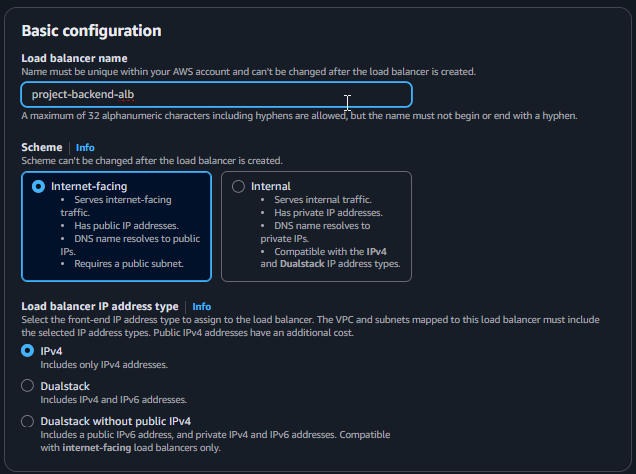 Basic configuration
Load balancer name
Name must be unique within your AWS account and can't be changed after the load balancer is created.
project-backend-alb
A maximum of 32 alphanumeric characters including hyphens are allowed, but the name must not begin or end with a hyphen.
Scheme | Info
Scheme can't be changed after the load balancer is created.
Internet-facing
• Serves internet-facing
traffic.
• Has public IP addresses.
• DNS name resolves to public
IPs.
• Requires a public subnet.
Internal
• Serves internal traffic.
• Has private IP addresses.
• DNS name resolves to
private IPs.
• Compatible with the IPv4
and Dualstack IP address types.
Load balancer IP address type | Info
Select the front-end IP address type to assign to the load balancer. The VPC and subnets mapped to this load balancer must include
the selected IP address types. Public IPv4 addresses have an additional cost.
IPv4
Includes only IPv4 addresses.
Dualstack
Includes IPv4 and IPv6 addresses.
Dualstack without public IPv4
Includes a public IPv6 address, and private IPv4 and IPv6 addresses. Compatible
with internet-facing load balancers only.